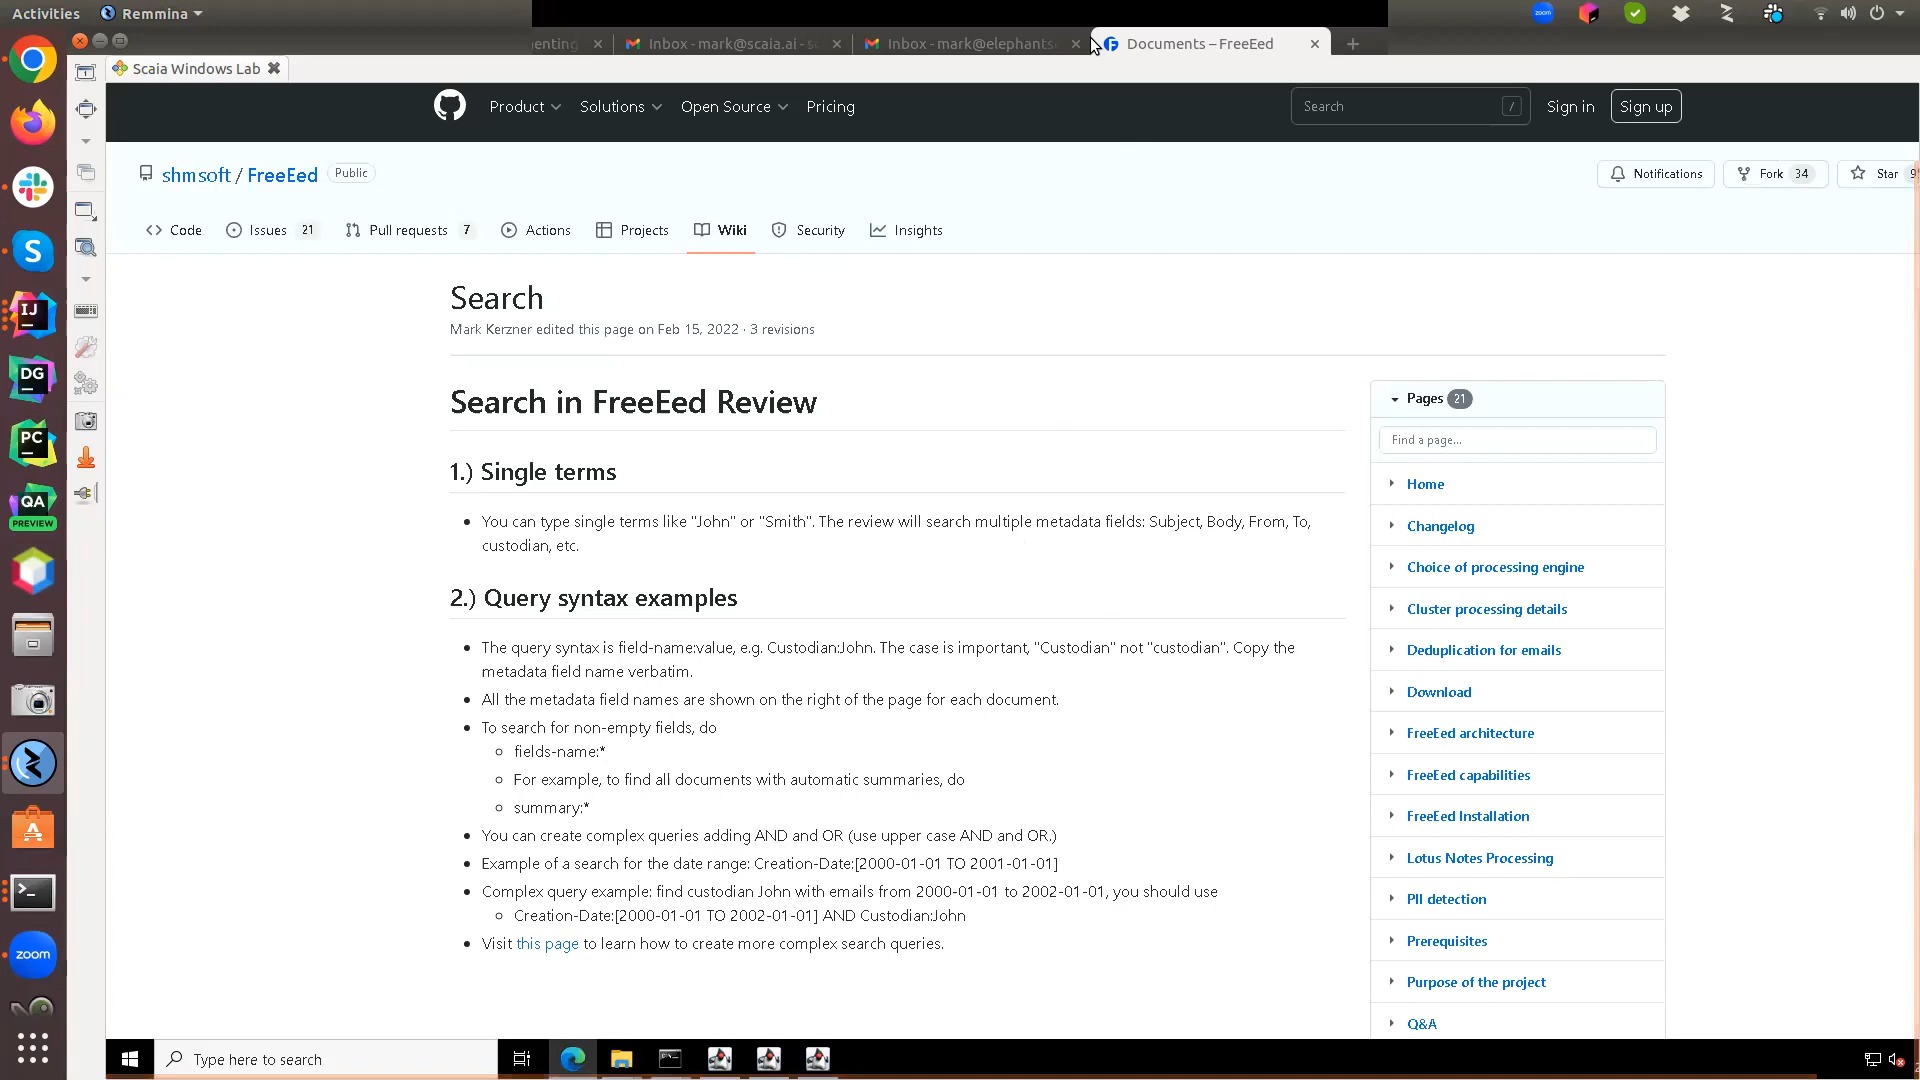 Activities
Remmina
enting
Inbox - mark@scaia.ai - sc
Inbox - mark@elephants
Documents – FreeEed
Scaia Windows Lab
Product
Solutions
Open Source
Pricing
Search
/
Sign in
Sign up
shmsoft / FreeEed
Public
Notifications
Fork 34
Star
Code
Issues 21
Pull requests 7
Actions
Projects
Wiki
Security
Insights
Search
Mark Kerzner edited this page on Feb 15, 2022 · 3 revisions
Search in FreeEed Review
1.) Single terms
You can type single terms like "John" or "Smith". The review will search multiple metadata fields: Subject, Body, From, To,
custodian, etc.
2.) Query syntax examples
The query syntax is field-name:value, e.g. Custodian:John. The case is important, "Custodian" not "custodian". Copy the
metadata field name verbatim.
All the metadata field names are shown on the right of the page for each document.
To search for non-empty fields, do
fields-name:*
For example, to find all documents with automatic summaries, do
summary:*
You can create complex queries adding AND and OR (use upper case AND and OR.)
Example of a search for the date range: Creation-Date:[2000-01-01 TO 2001-01-01]
Complex query example: find custodian John with emails from 2000-01-01 to 2002-01-01, you should use
Creation-Date:[2000-01-01 TO 2002-01-01] AND Custodian:John
Visit this page to learn how to create more complex search queries.
Pages 21
Find a page...
Home
Changelog
Choice of processing engine
Cluster processing details
Deduplication for emails
Download
FreeEed architecture
FreeEed capabilities
FreeEed Installation
Lotus Notes Processing
PII detection
Prerequisites
Purpose of the project
Q&A
Type here to search
zoom
IJ
DG
PC
QA
PREVIEW
zoom